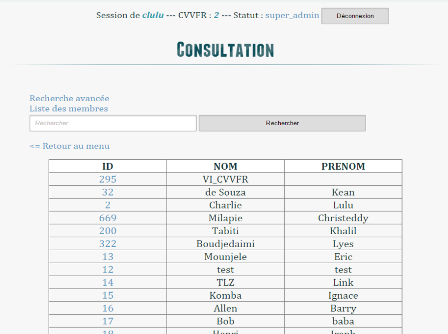 Session de clulu --- CVVFR : 2 --- Statut : super_admin Déconnexion
Consultation
Recherche avancée
Liste des membres
Rechercher Rechercher
<= Retour au menu
ID NOM PRENOM
295 VI_CVVFR
32 de Souza Kean
2 Charlie Lulu
669 Milapie Christeddy
200 Tabiti Khalil
322 Boudjedaimi Lyes
13 Mounjele Eric
12 test test
14 TLZ Link
15 Komba Ignace
16 Allen Barry
17 Bob baba